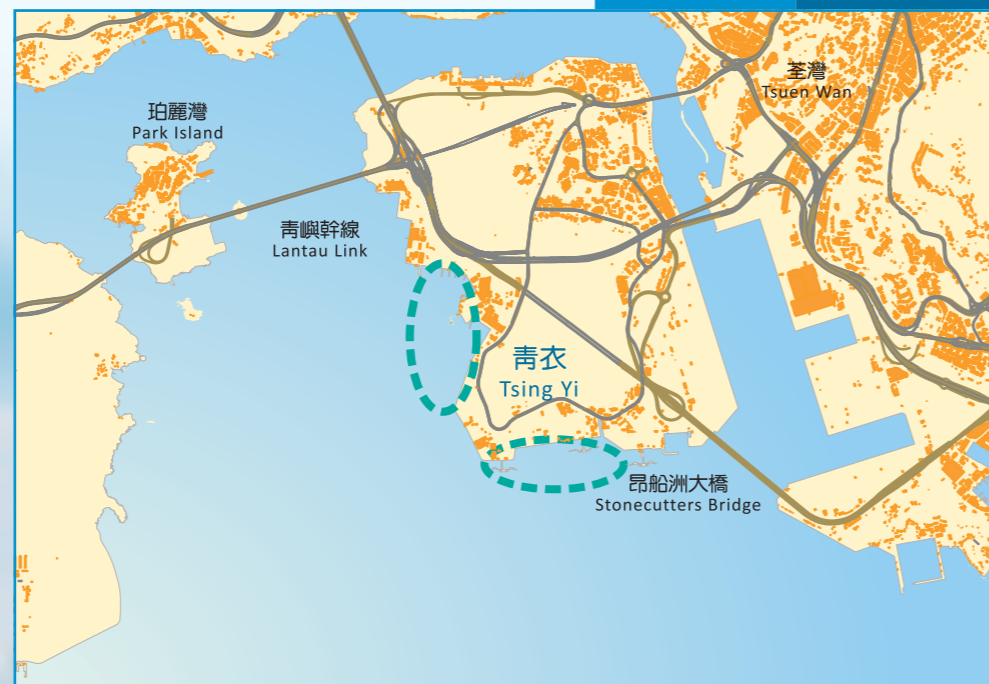 荃灣
Tsuen Wan
珀麗灣
Park Island
青嶼幹線
Lantau Link
青衣
Tsing Yi
昂船洲大橋
Stonecutters Bridge